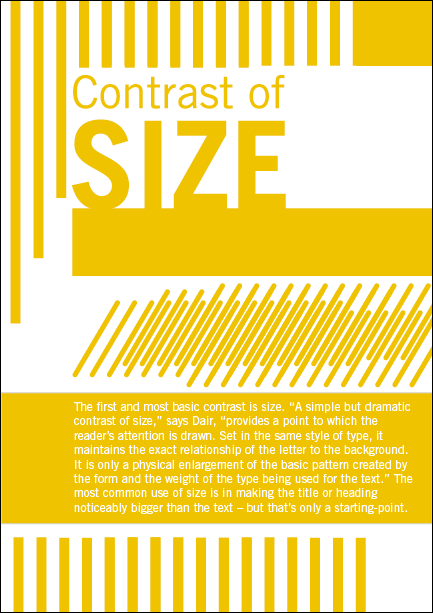 Contrast of
SIZE
The first and most basic contrast is size. “A simple but dramatic
contrast of size,” says Dair, “provides a point to which the
reader’s attention is drawn. Set in the same style of type, it
maintains the exact relationship of the letter to the background.
It is only a physical enlargement of the basic pattern created by
the form and the weight of the type being used for the text.” The
most common use of size is in making the title or heading
noticeably bigger than the text – but that’s only a starting-point.